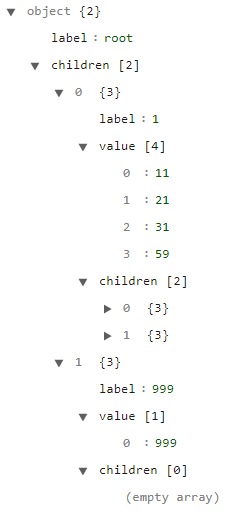 object {2}
label : root
children [2]
0 {3}
label : 1
value [4]
0 : 11
1 : 21
2 : 31
3 : 59
children [2]
0 {3}
1 {3}
1 {3}
label : 999
value [1]
0 : 999
children [0]
(empty array)